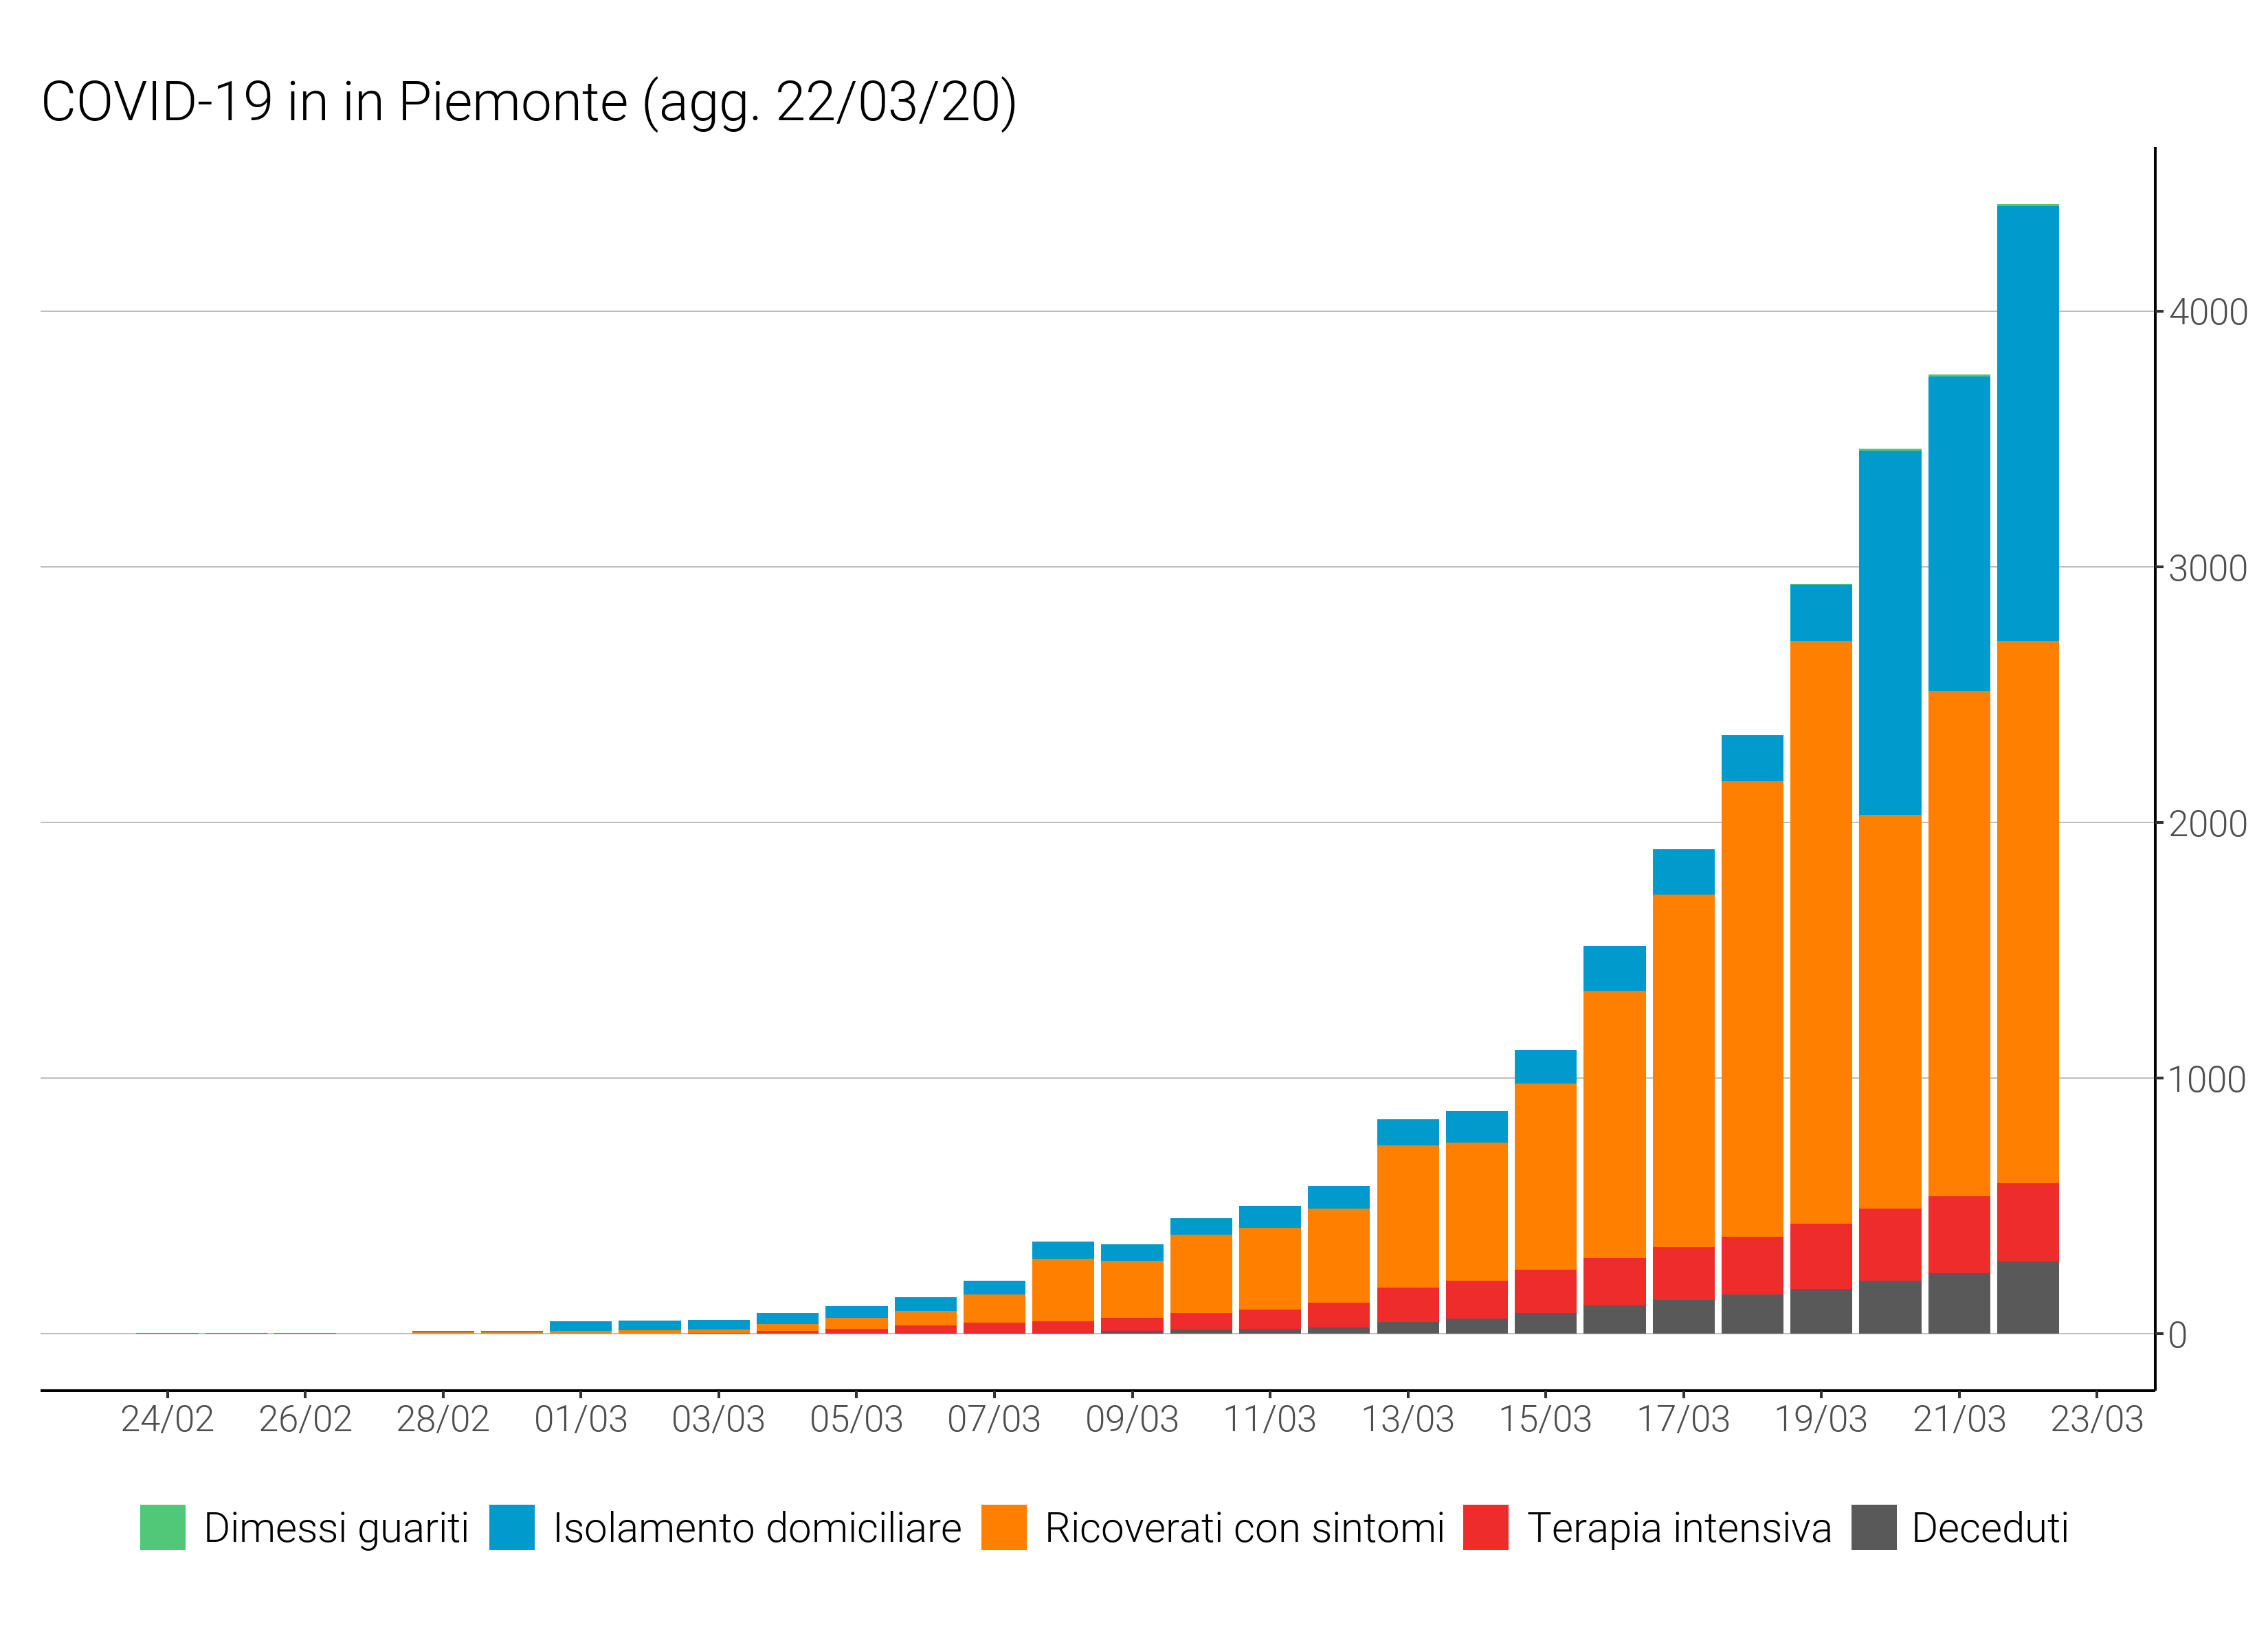 COVID-19 in in Piemonte (agg. 22/03/20)
4000
3000
2000
1000
0
24/02 26/02 28/02 01/03 03/03 05/03 07/03 09/03 11/03 13/03 15/03 17/03 19/03 21/03 23/03
Dimessi guariti Isolamento domiciliare Ricoverati con sintomi Terapia intensiva Deceduti